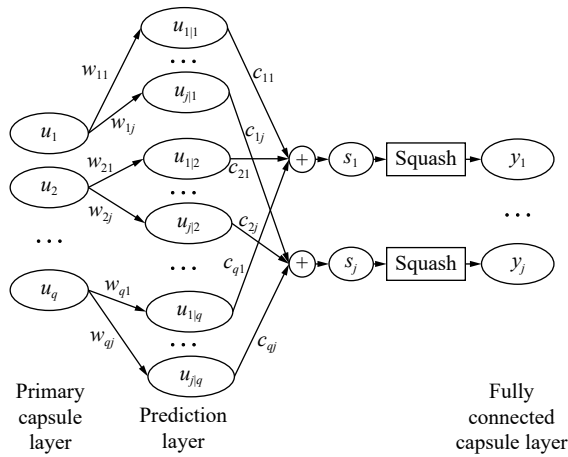 u1|1
w11
...
c11
uj|1
u1
w1j
c1j
w21
u1|2
c21
+
s1
Squash
y1
u2
w2j
...
uj|2
c2j
...
...
...
cq1
+
sj
Squash
yj
uq
wq1
u1|q
wqj
...
cqj
uj|q
Primary
capsule
layer
Prediction
layer
Fully
connected
capsule layer